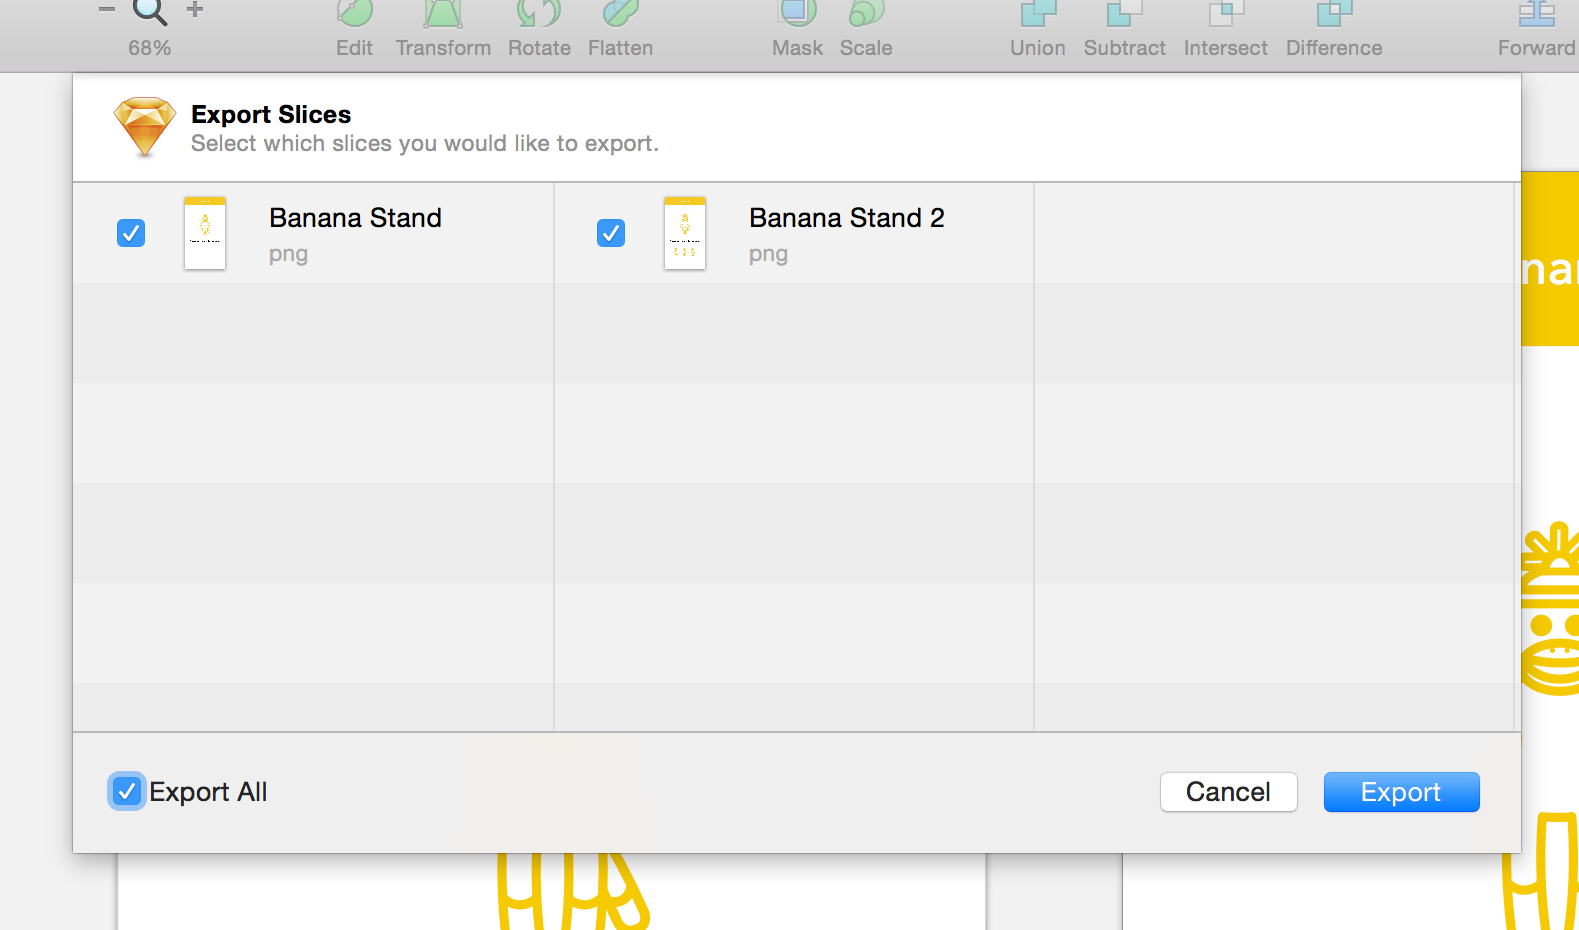 68%
Edit Transform Rotate Flatten Mask Scale Union Subtract Intersect Difference Forward
Export Slices
Select which slices you would like to export.
Banana Stand
png
Banana Stand 2
png
Export All
Cancel
Export